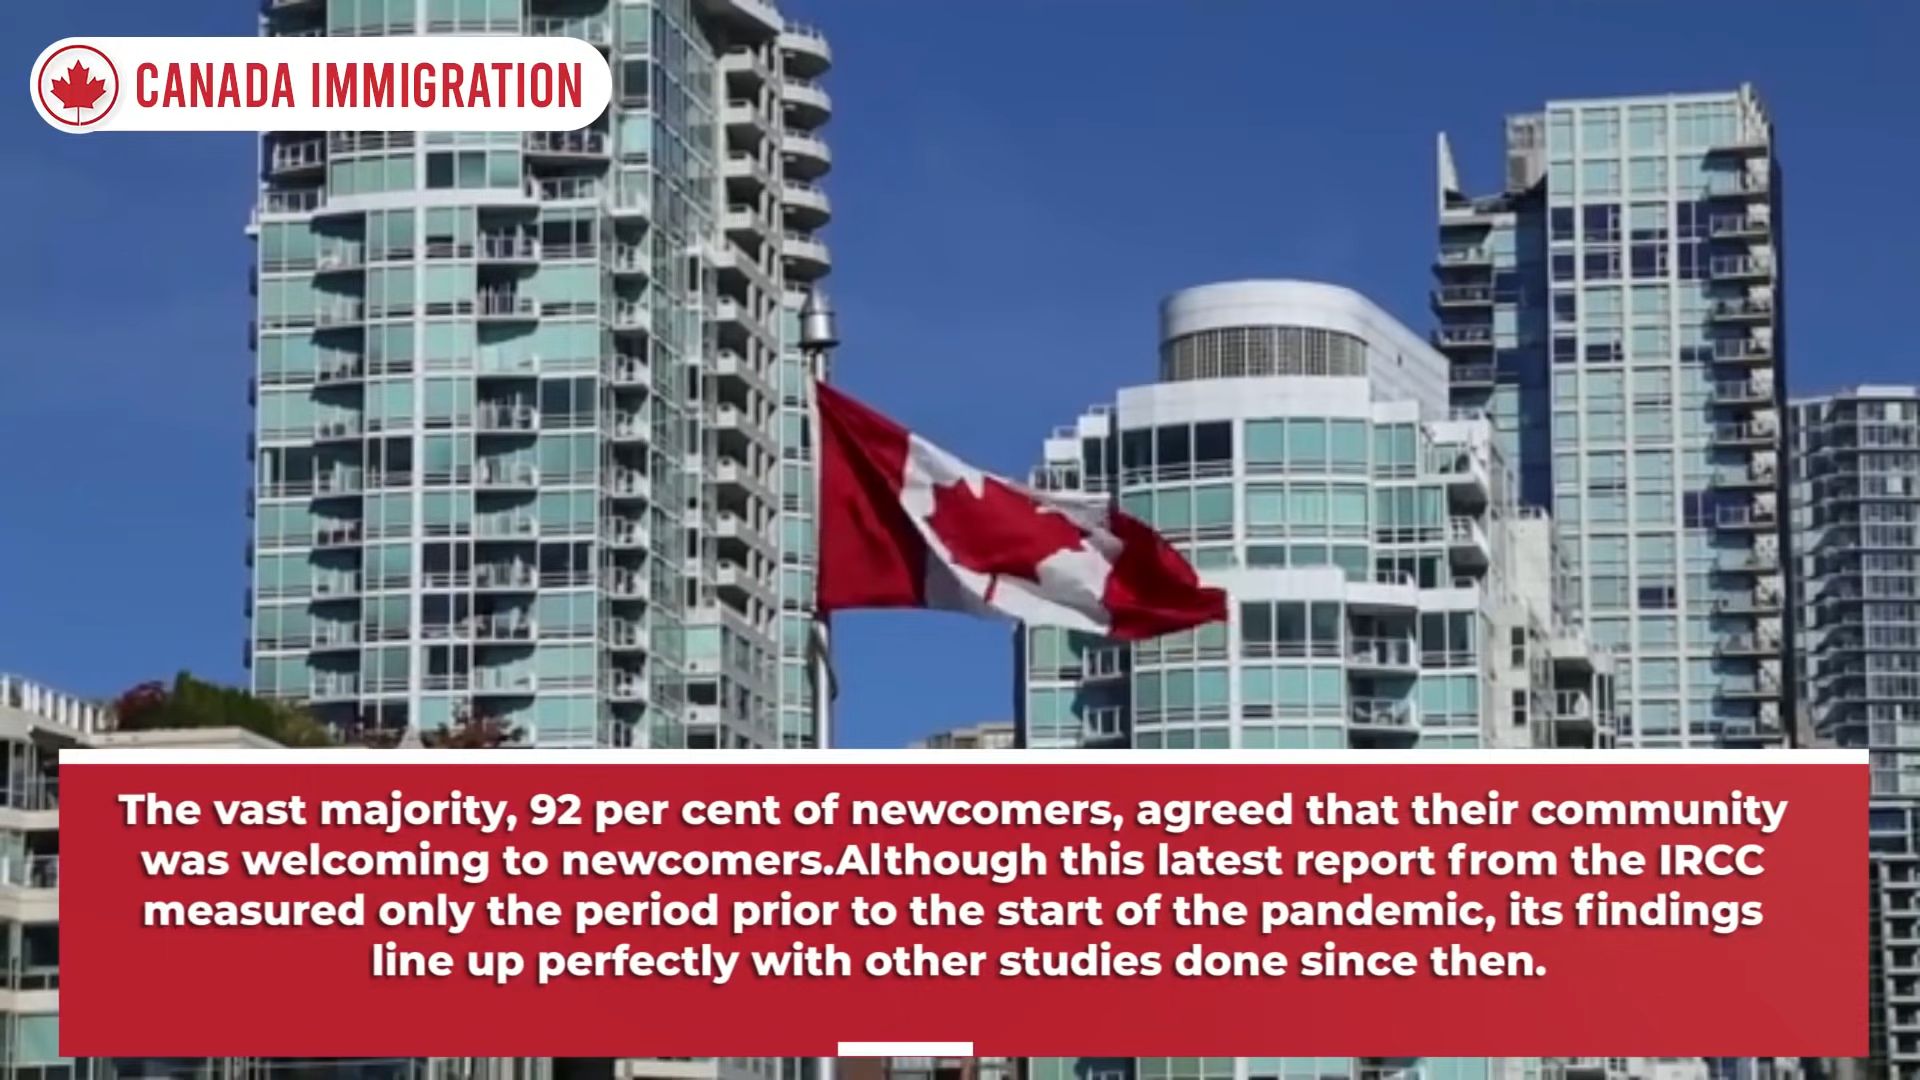 CANADA IMMIGRATION
The vast majority, 92 per cent of newcomers, agreed that their community
was welcoming to newcomers.Although this latest report from the IRCC
measured only the period prior to the start of the pandemic, its findings
line up perfectly with other studies done since then.